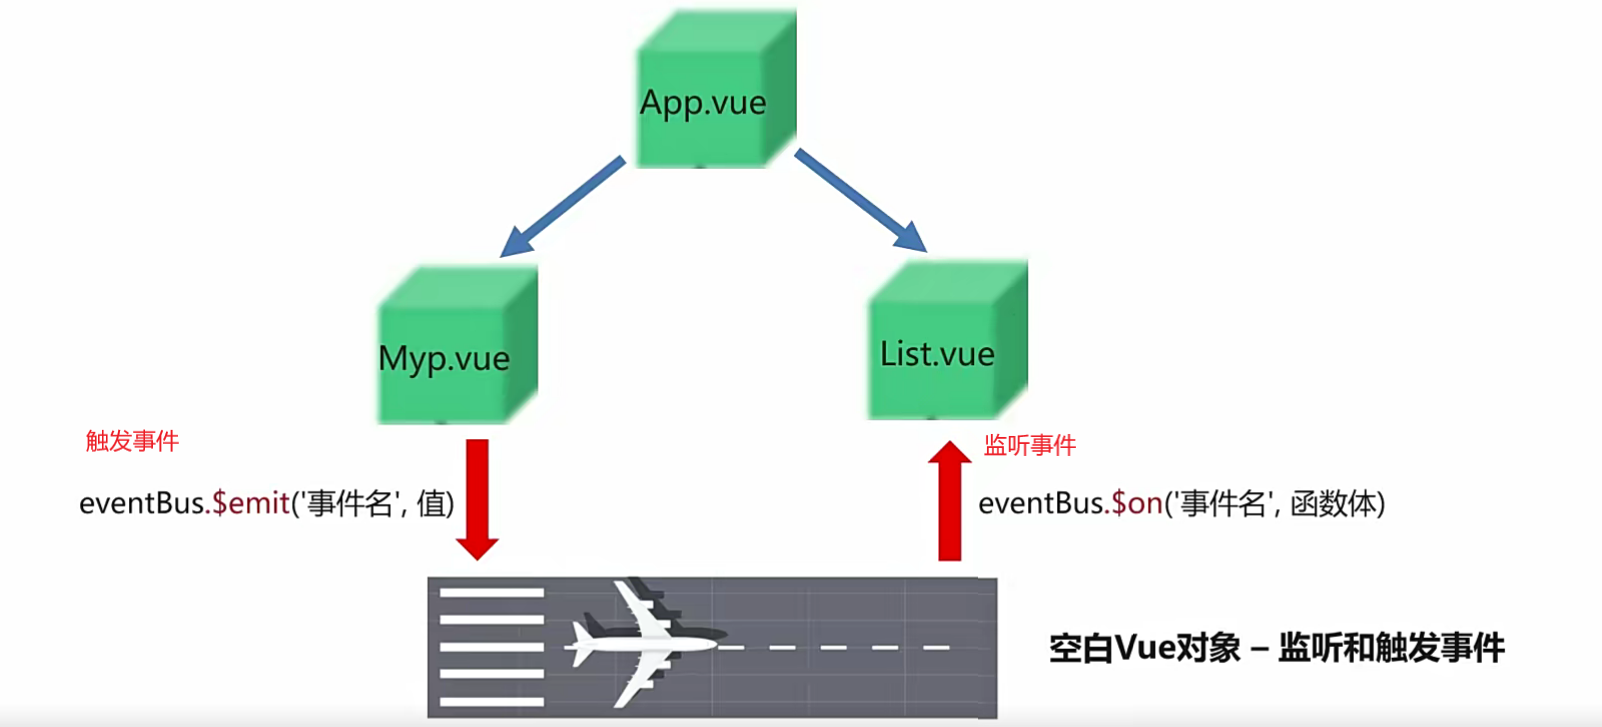 App.vue
Myp.vue
List.vue
触发事件
监听事件
eventBus.$emit('事件名', 值)
eventBus.$on('事件名', 函数体)
空白Vue对象 – 监听和触发事件